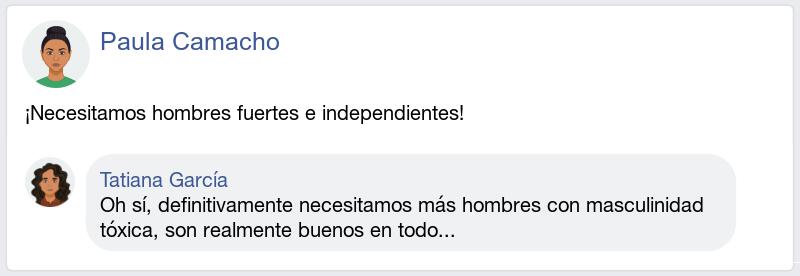 Paula Camacho
¡Necesitamos hombres fuertes e independientes!
Tatiana García
Oh sí, definitivamente necesitamos más hombres con masculinidad
tóxica, son realmente buenos en todo...